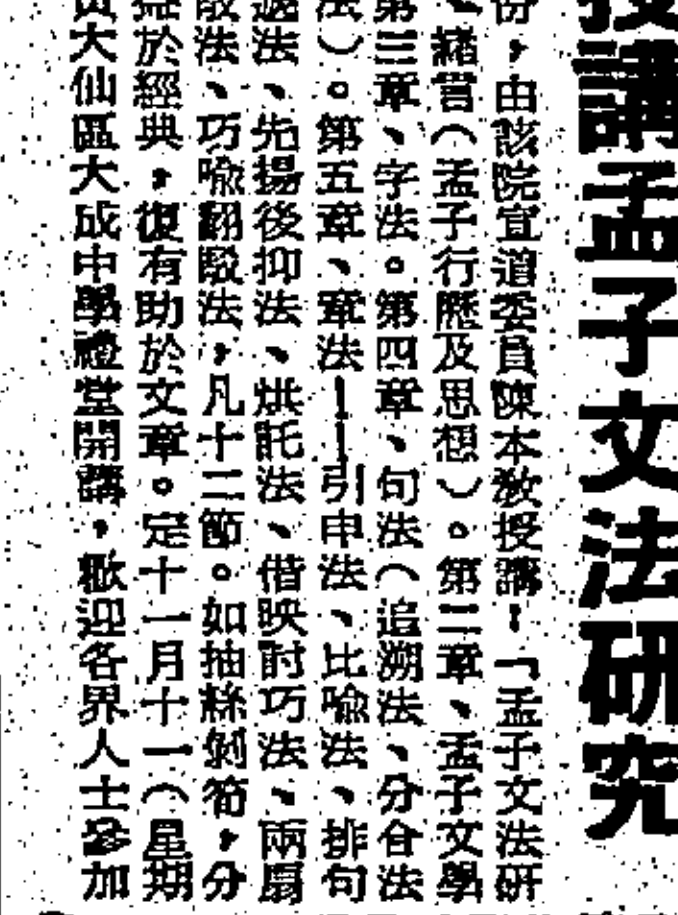 授講孟子文法研究
份，由該院宣道委員陳本教授講，「孟子文法研
、緒言（孟子行歷及思想）。第二章、孟子文學
第三章、字法。第四章、句法（追溯法、分合法
法）。第五章、章法——引申法、比喻法、排句
遞法、先揚後抑法、烘託法、借映討巧法、兩扇
般法、巧喻翻駁法，凡十二節。如抽絲剝筍，分
於經典，復有助於文章。定十一月十一（星期
黃大仙區大成中學禮堂開講，歡迎各界人士參加